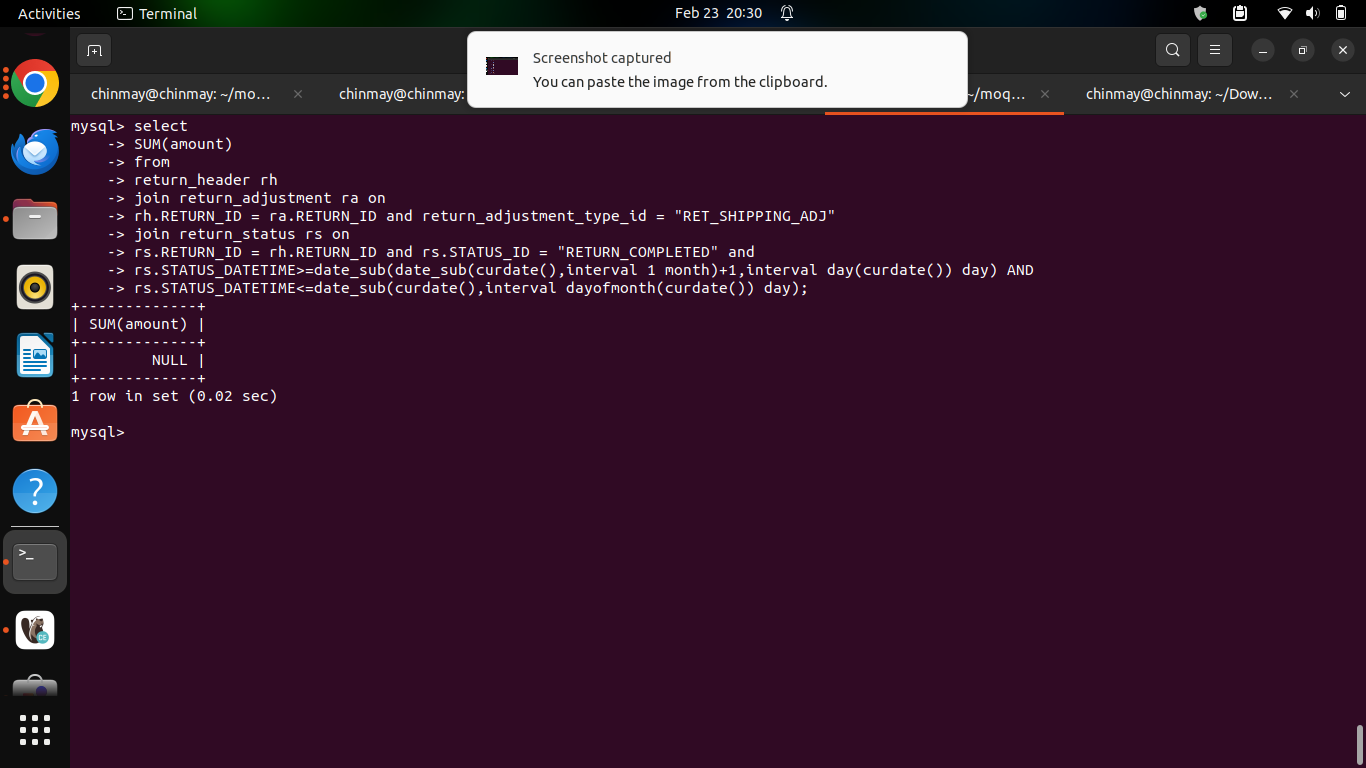 Activities
Terminal
Feb 23 20:30
Screenshot captured
You can paste the image from the clipboard.
chinmay@chinmay: ~/mo...
chinmay@chinmay:
~/moq...
chinmay@chinmay: ~/Dow...
mysql> select
    -> SUM(amount)
    -> from
    -> return_header rh
    -> join return_adjustment ra on
    -> rh.RETURN_ID = ra.RETURN_ID and return_adjustment_type_id = "RET_SHIPPING_ADJ"
    -> join return_status rs on
    -> rs.RETURN_ID = rh.RETURN_ID and rs.STATUS_ID = "RETURN_COMPLETED" and
    -> rs.STATUS_DATETIME>=date_sub(date_sub(curdate(),interval 1 month)+1,interval day(curdate()) day) AND
    -> rs.STATUS_DATETIME<=date_sub(curdate(),interval dayofmonth(curdate()) day);
+-------------+
| SUM(amount) |
+-------------+
|        NULL |
+-------------+
1 row in set (0.02 sec)
mysql>
>_
?
CE